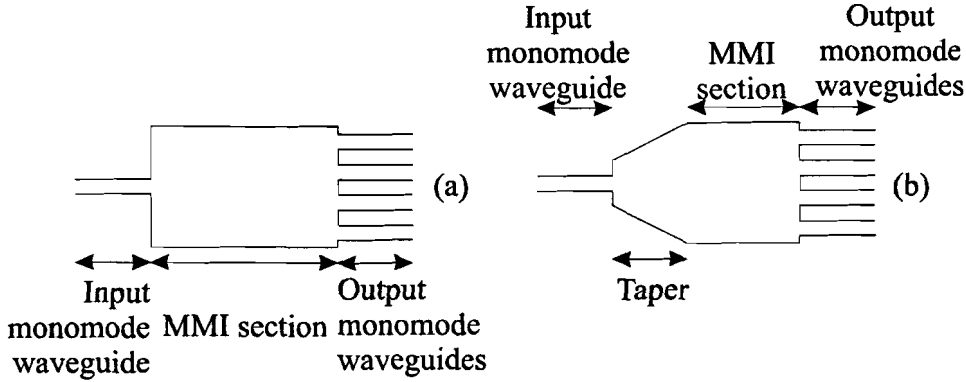 Input
monomode
waveguide
MMI
section
Output
monomode
waveguides
(a)
(b)
Input
monomode
waveguide
MMI section
Output
monomode
waveguides
Taper